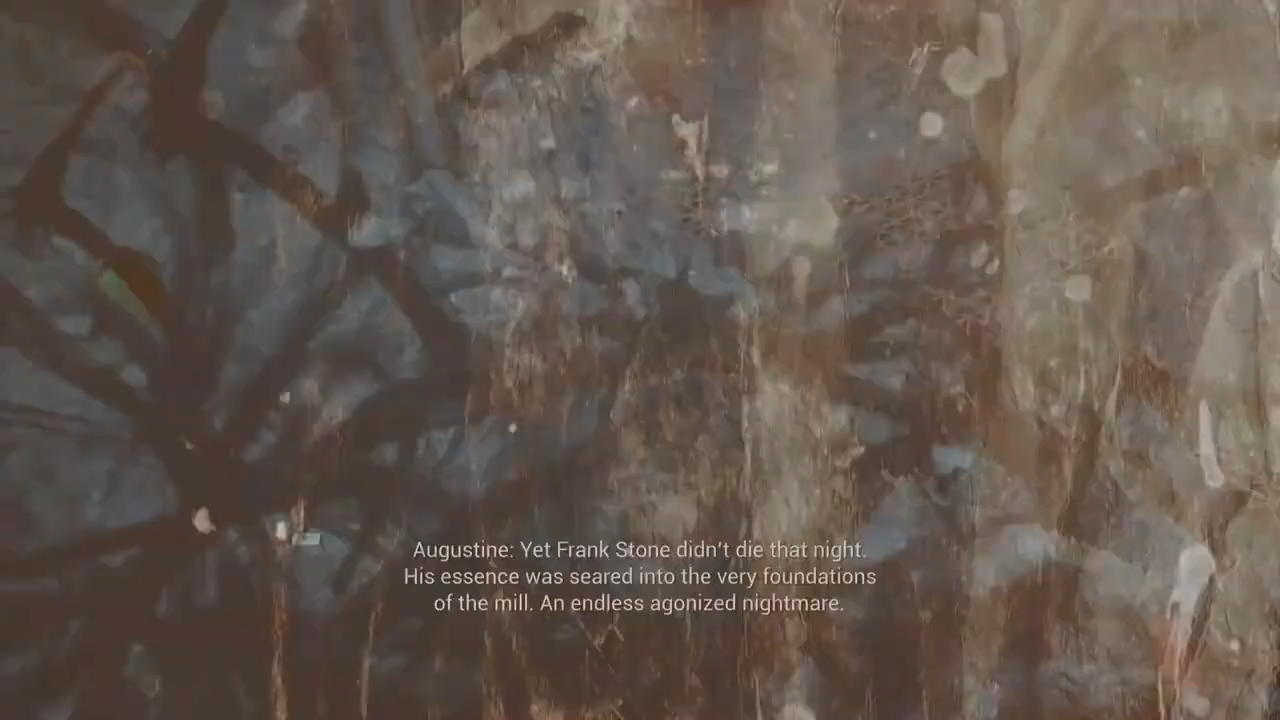 Augustine: Yet Frank Stone didn't die that night.
His essence was seared into the very foundations
of the mill. An endless agonized nightmare.